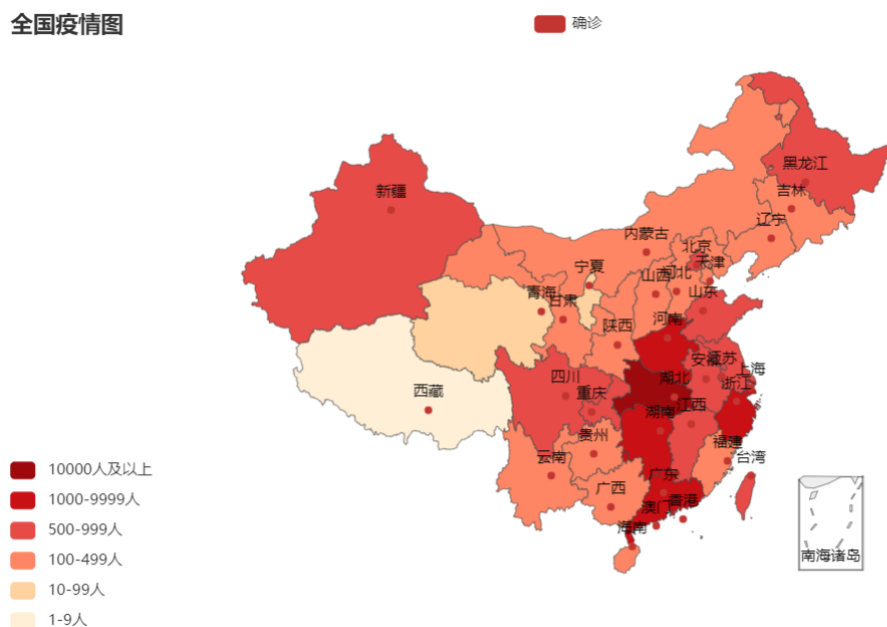 全国疫情图
确诊
黑龙江
新疆
吉林
辽宁
内蒙古
北京
天津
宁夏
山西
河北
青海
甘肃
山东
陕西
河南
安徽
江苏
上海
四川
重庆
湖北
浙江
西藏
湖南
江西
贵州
福建
云南
台湾
广西
广东
澳门
香港
海南
10000人及以上
1000-9999人
500-999人
100-499人
10-99人
1-9人
南海诸岛